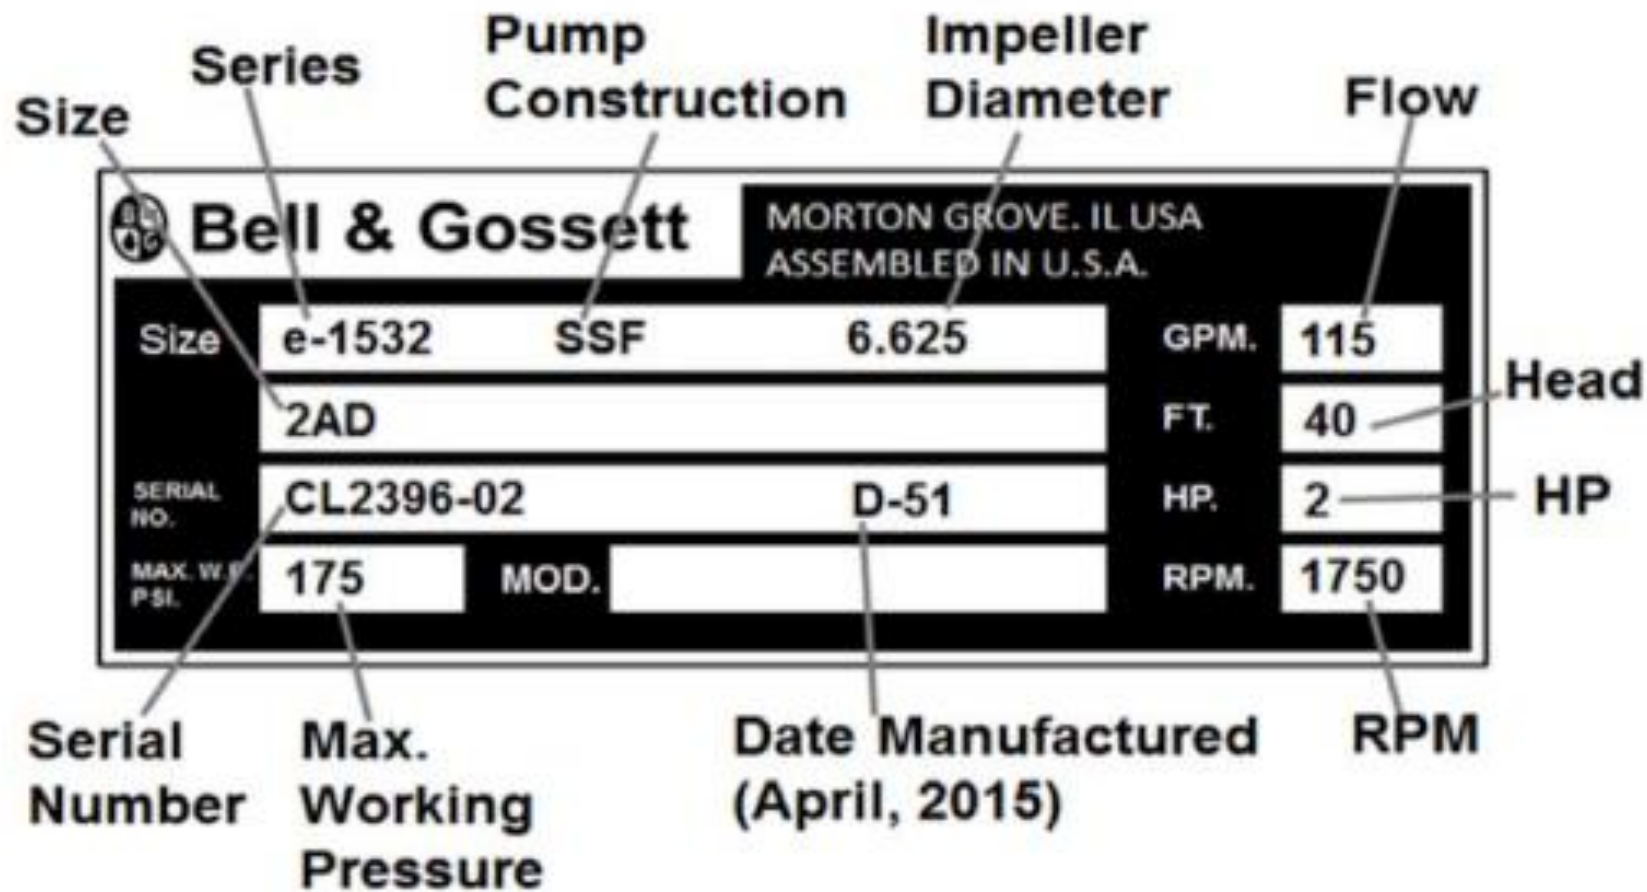 Size
Series
Pump
Construction
Impeller
Diameter
Flow
Bell & Gossett
MORTON GROVE. IL USA
ASSEMBLED IN U.S.A.
Size e-1532 SSF 6.625 GPM. 115
2AD FT. 40
Head
SERIAL
NO.
CL2396-02 D-51 HP. 2
HP
MAX. W.P.
PSI.
175 MOD. RPM. 1750
Serial
Number
Max.
Working
Pressure
Date Manufactured
(April, 2015)
RPM